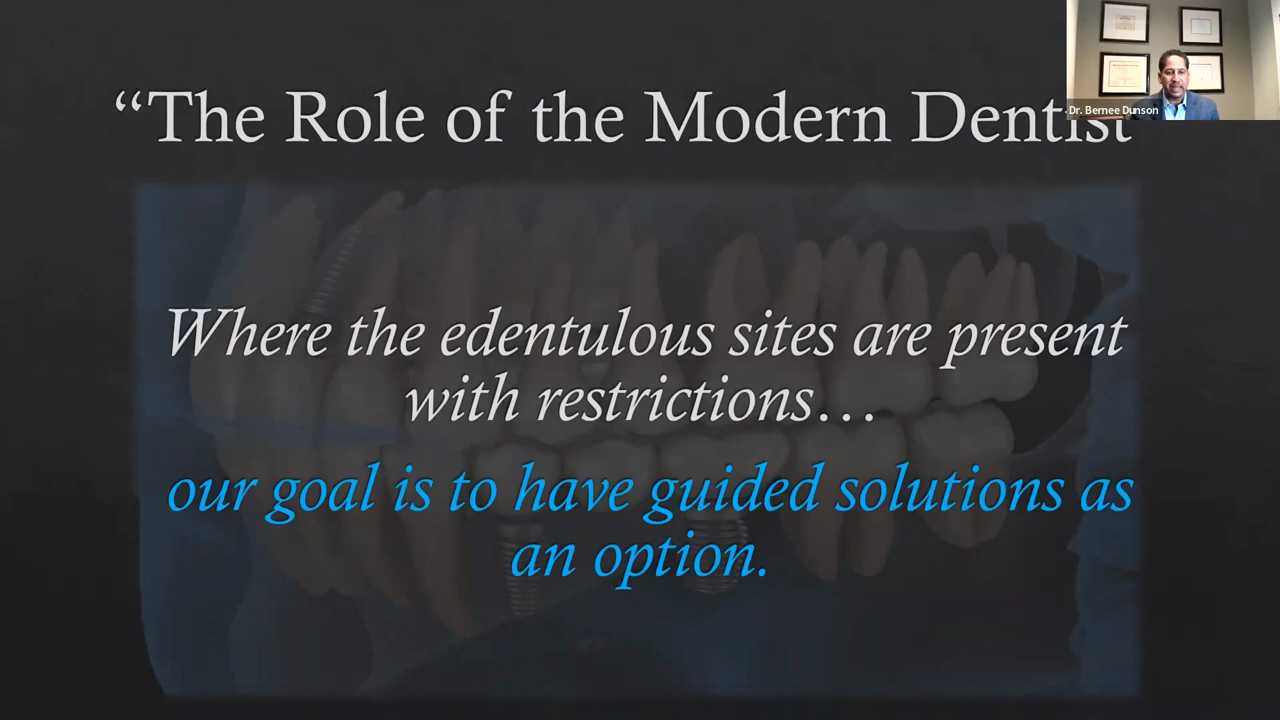 “The Role of the Modern Dentist
Dr. Bernee Dunson
Where the edentulous sites are present
with restrictions…
our goal is to have guided solutions as
an option.